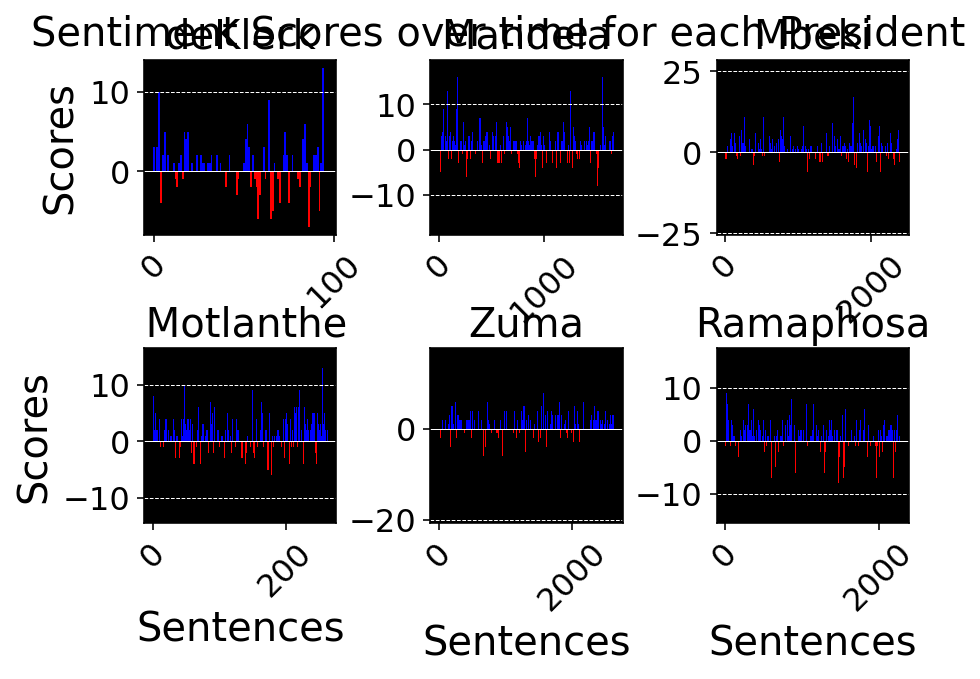 Sentiment Scores over time for each President
deKlerk
Mandela
Mbeki
Scores
10
0
0
100
10
0
−10
0
1000
25
0
−25
0
2000
Motlanthe
Zuma
Ramaphosa
Scores
10
0
−10
0
200
Sentences
0
−20
0
2000
Sentences
10
0
−10
0
2000
Sentences